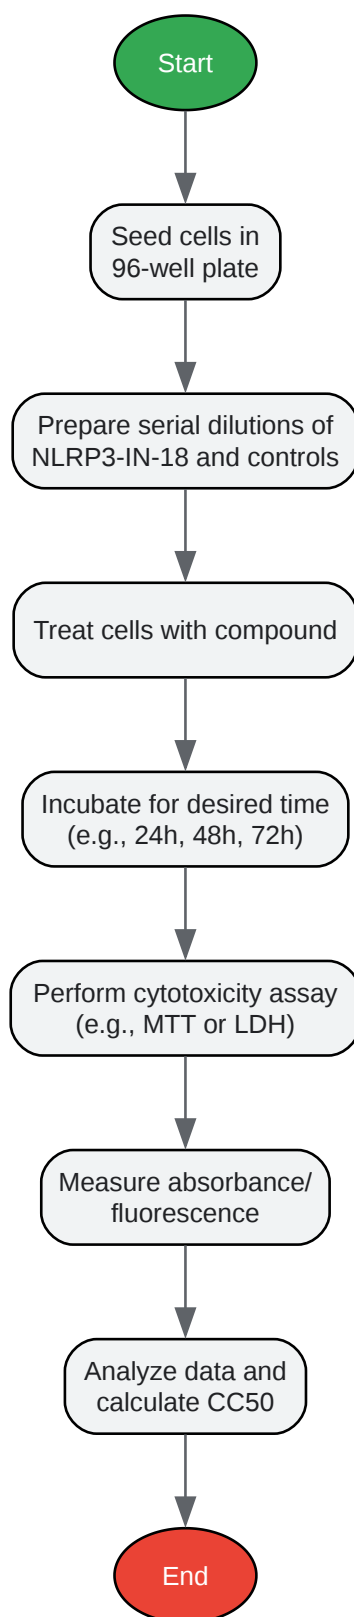 Start
Seed cells in
96-well plate
Prepare serial dilutions of
NLRP3-IN-18 and controls
Treat cells with compound
Incubate for desired time
(e.g., 24h, 48h, 72h)
Perform cytotoxicity assay
(e.g., MTT or LDH)
Measure absorbance/
fluorescence
Analyze data and
calculate CC50
End